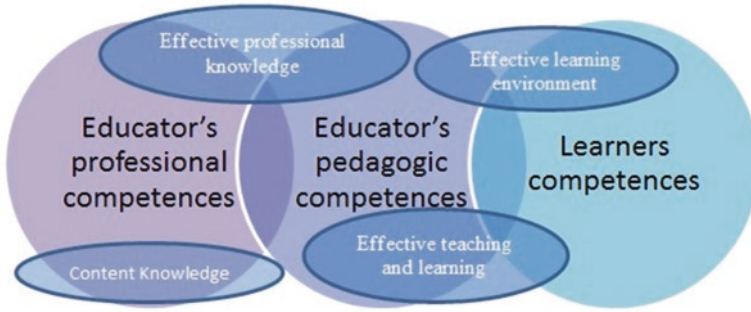 Effective professional
knowledge
Effective learning
environment
Educator's
professional
competences
Educator's
pedagogic
competences
Learners
competences
Content Knowledge
Effective teaching
and learning